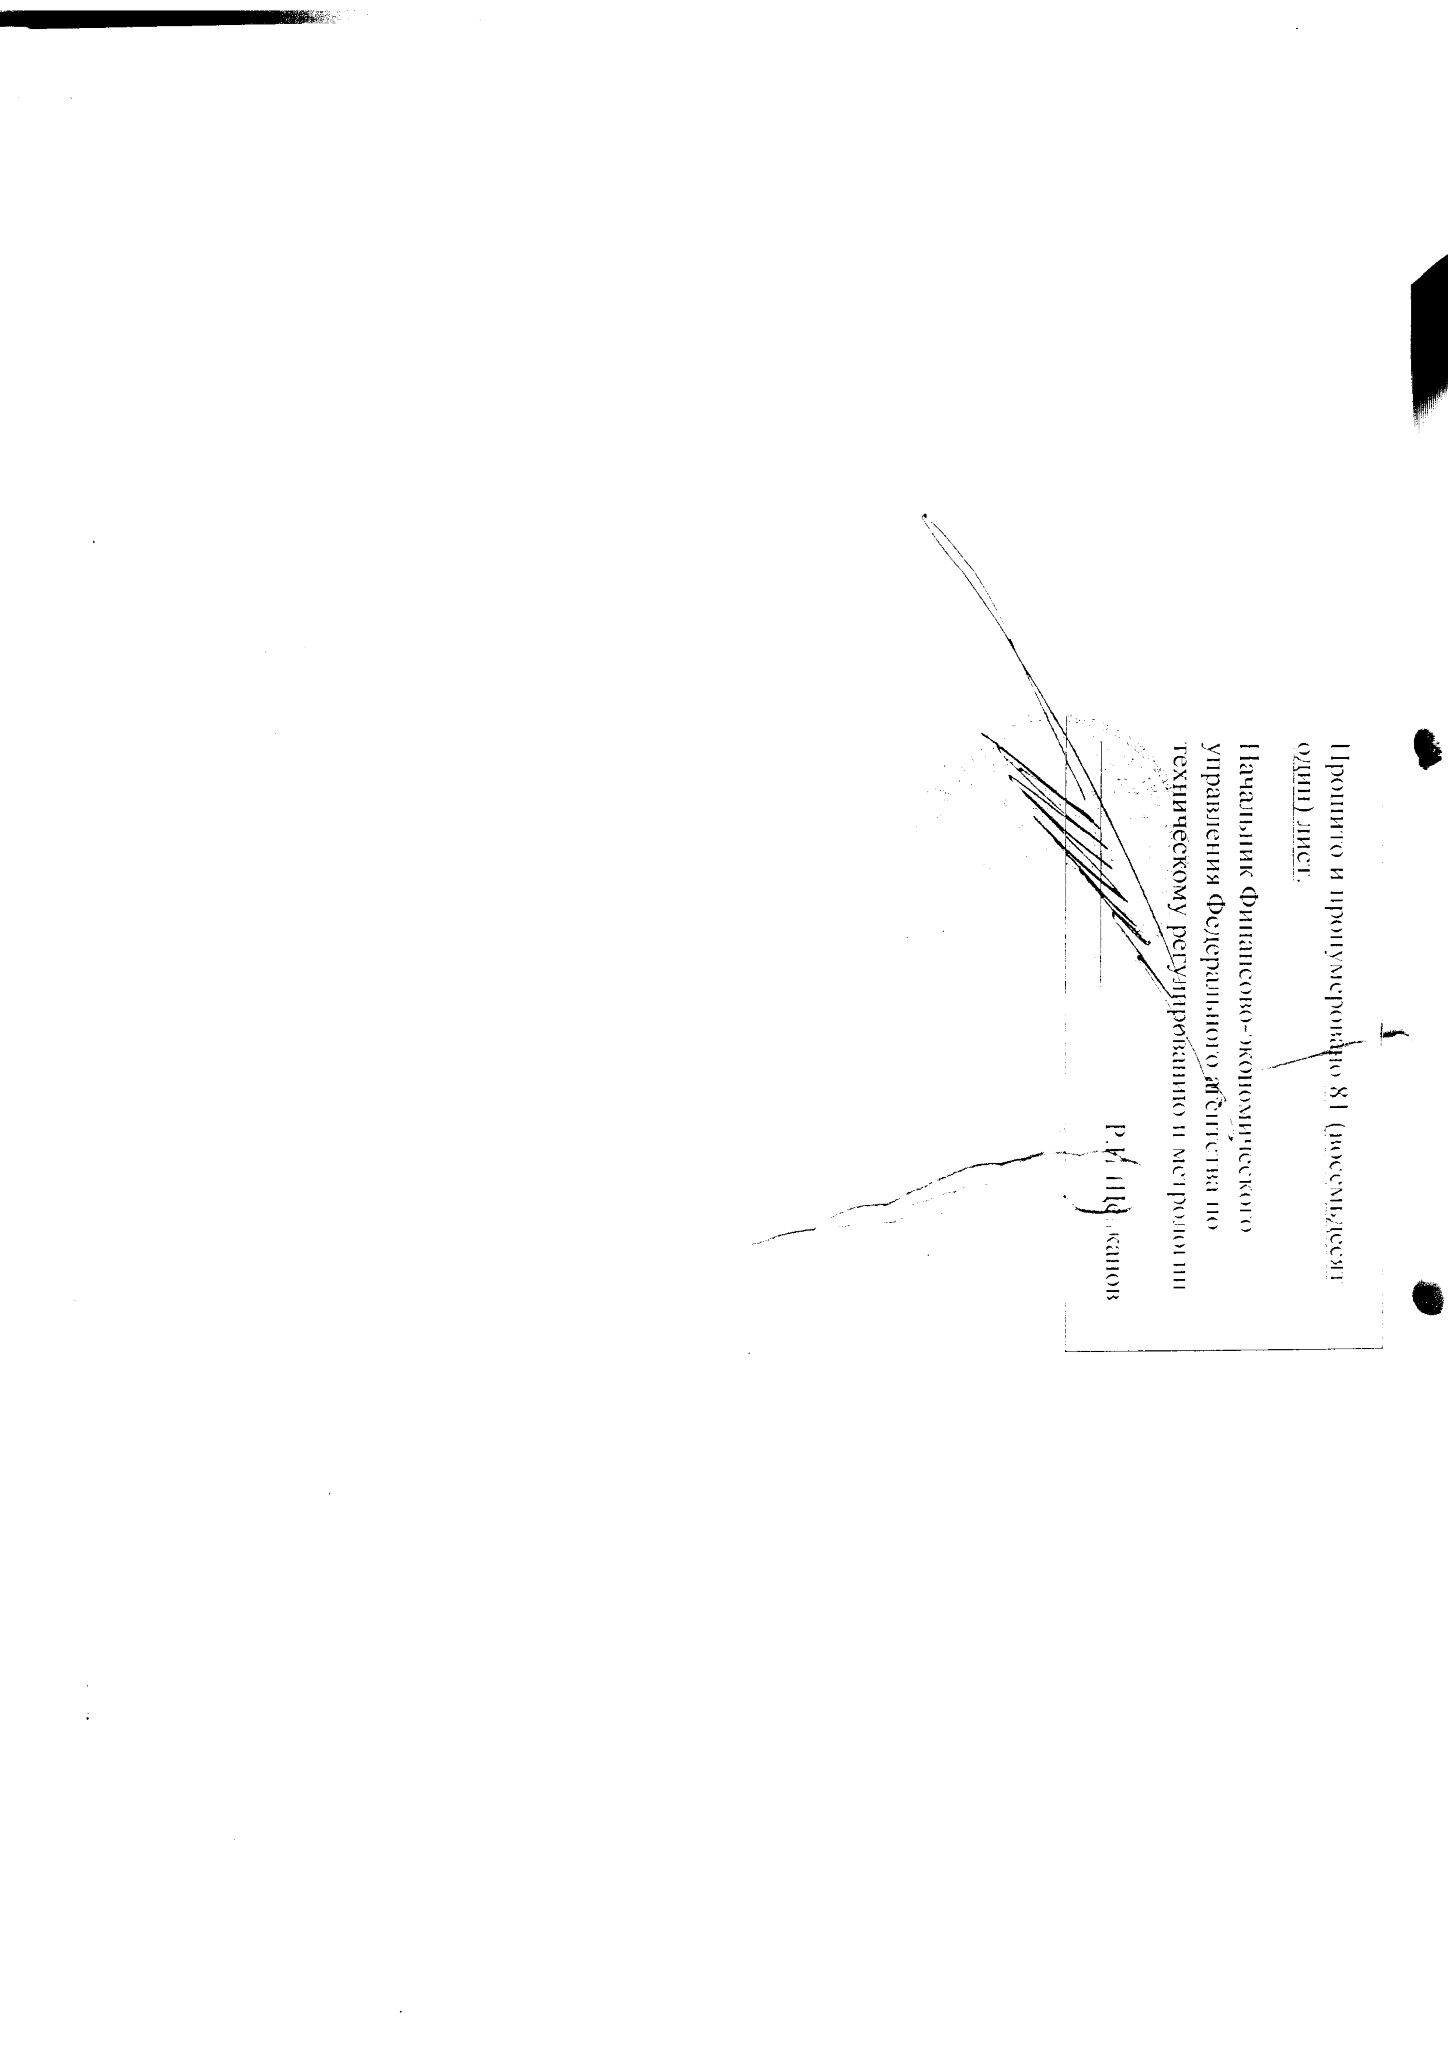 Прошито и пронумеровано 81 (восемьдесят
один) лист.
Начальник Финансово-экономического
управления Федерального агентства по
техническому регулированию и метрологии
Р.И.